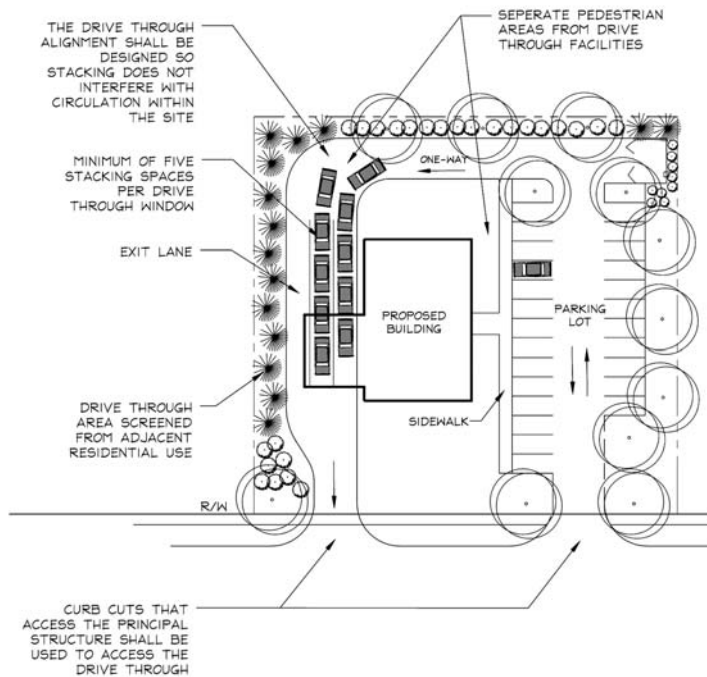 THE DRIVE THROUGH
ALIGNMENT SHALL BE
DESIGNED SO
STACKING DOES NOT
INTERFERE WITH
CIRCULATION WITHIN
THE SITE
SEPERATE PEDESTRIAN
AREAS FROM DRIVE
THROUGH FACILITIES
MINIMUM OF FIVE
STACKING SPACES
PER DRIVE
THROUGH WINDOW
ONE-WAY
EXIT LANE
PROPOSED
BUILDING
PARKING
LOT
DRIVE THROUGH
AREA SCREENED
FROM ADJACENT
RESIDENTIAL USE
SIDEWALK
R/W
CURB CUTS THAT
ACCESS THE PRINCIPAL
STRUCTURE SHALL BE
USED TO ACCESS THE
DRIVE THROUGH